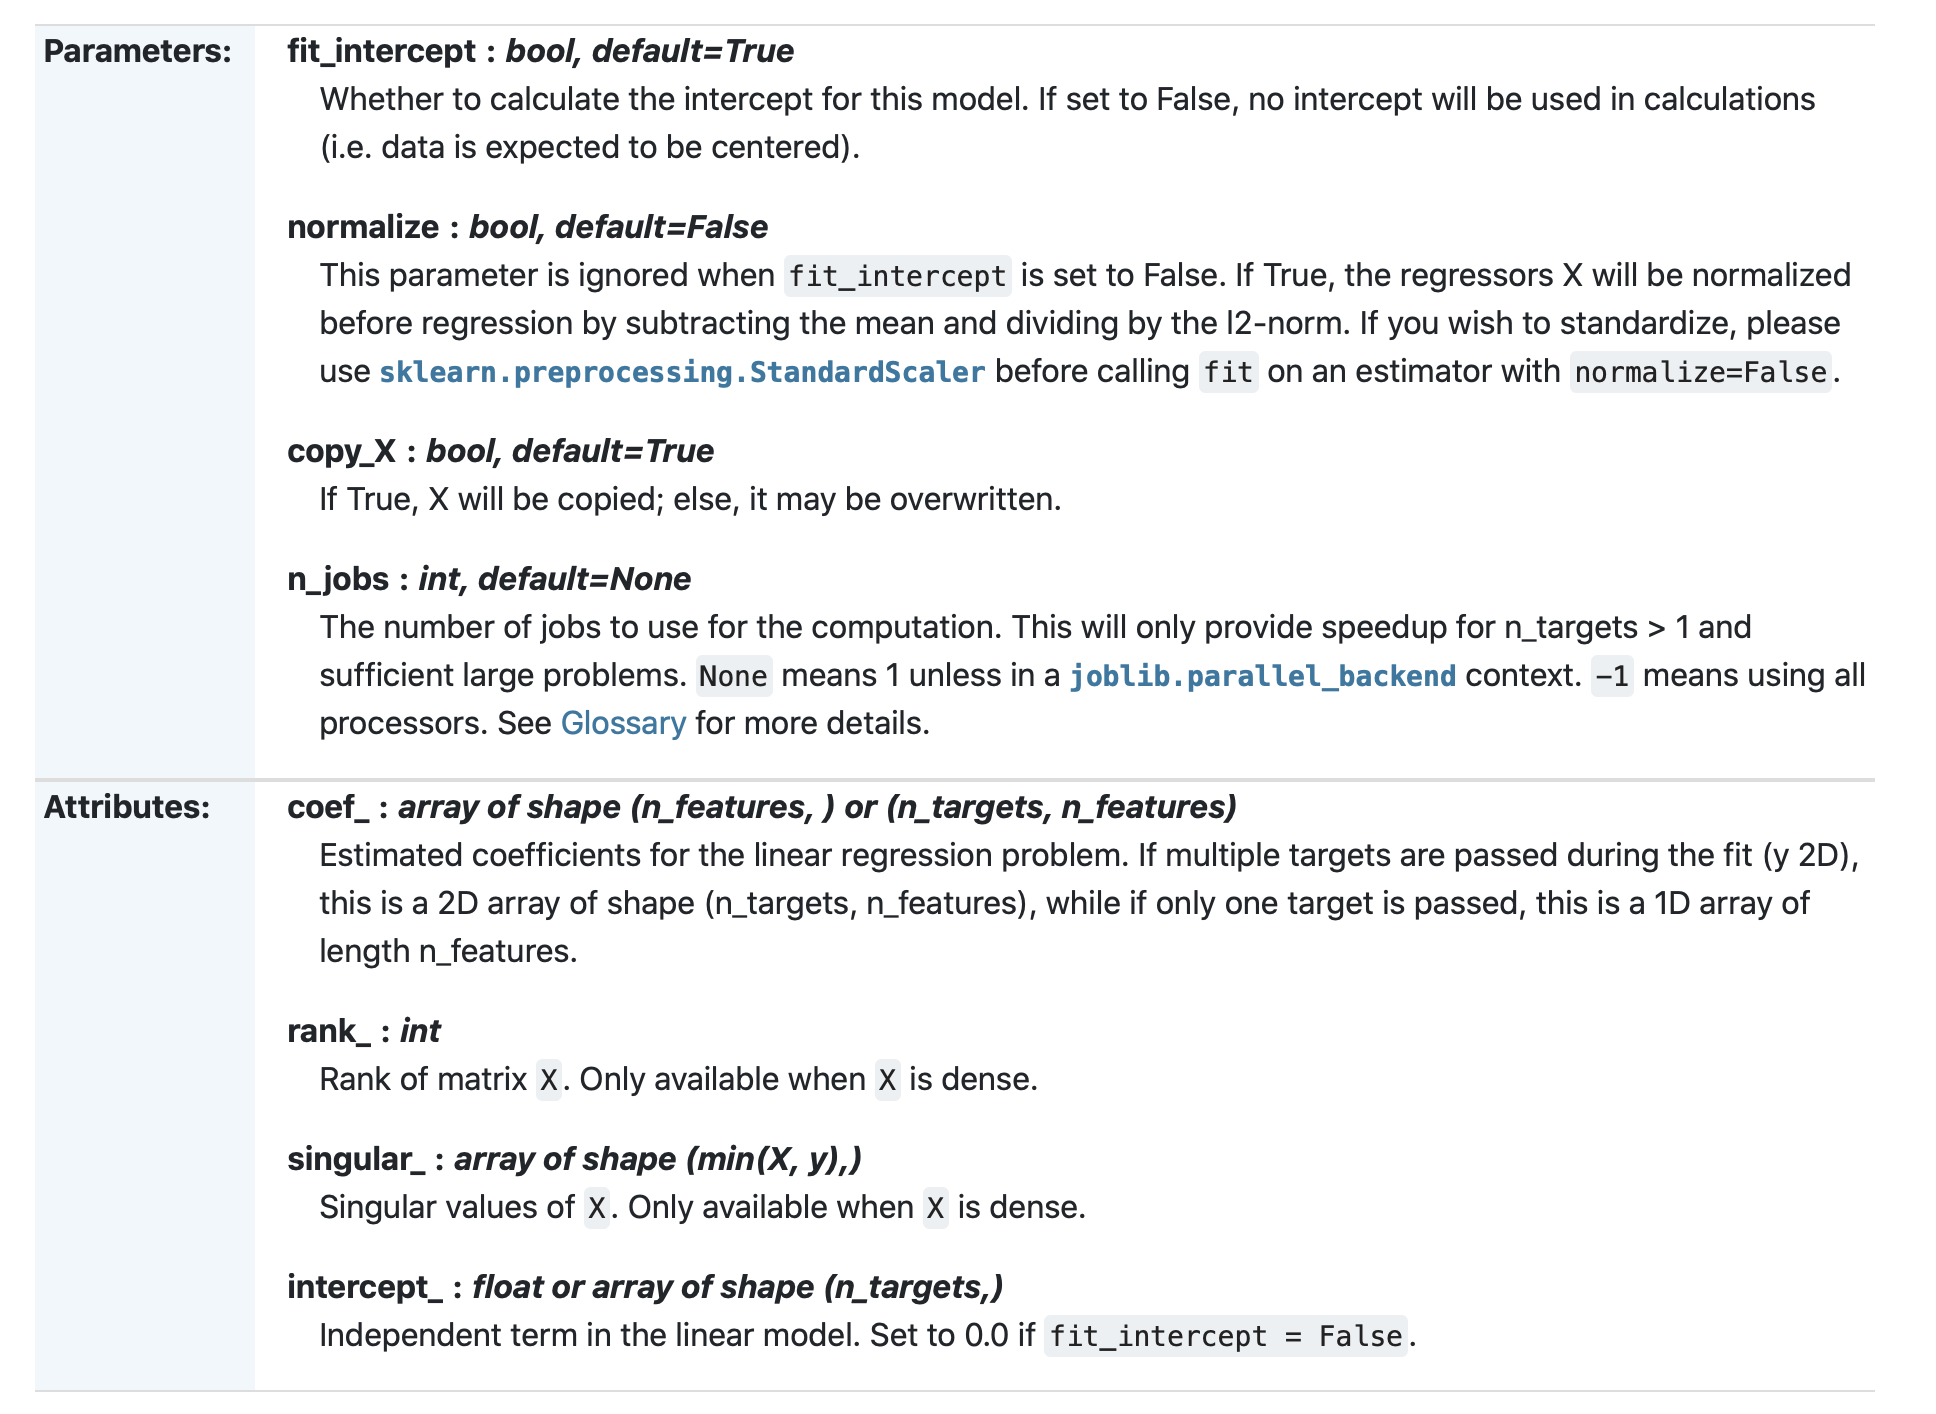 Parameters:
fit_intercept : bool, default=True
Whether to calculate the intercept for this model. If set to False, no intercept will be used in calculations
(i.e. data is expected to be centered).
normalize : bool, default=False
This parameter is ignored when fit_intercept is set to False. If True, the regressors X will be normalized
before regression by subtracting the mean and dividing by the l2-norm. If you wish to standardize, please
use sklearn.preprocessing.StandardScaler before calling fit on an estimator with normalize=False.
copy_X : bool, default=True
If True, X will be copied; else, it may be overwritten.
n_jobs : int, default=None
The number of jobs to use for the computation. This will only provide speedup for n_targets > 1 and
sufficient large problems. None means 1 unless in a joblib.parallel_backend context. -1 means using all
processors. See Glossary for more details.
Attributes:
coef_ : array of shape (n_features, ) or (n_targets, n_features)
Estimated coefficients for the linear regression problem. If multiple targets are passed during the fit (y 2D),
this is a 2D array of shape (n_targets, n_features), while if only one target is passed, this is a 1D array of
length n_features.
rank_ : int
Rank of matrix X. Only available when X is dense.
singular_ : array of shape (min(X, y),)
Singular values of X. Only available when X is dense.
intercept_ : float or array of shape (n_targets,)
Independent term in the linear model. Set to 0.0 if fit_intercept = False.